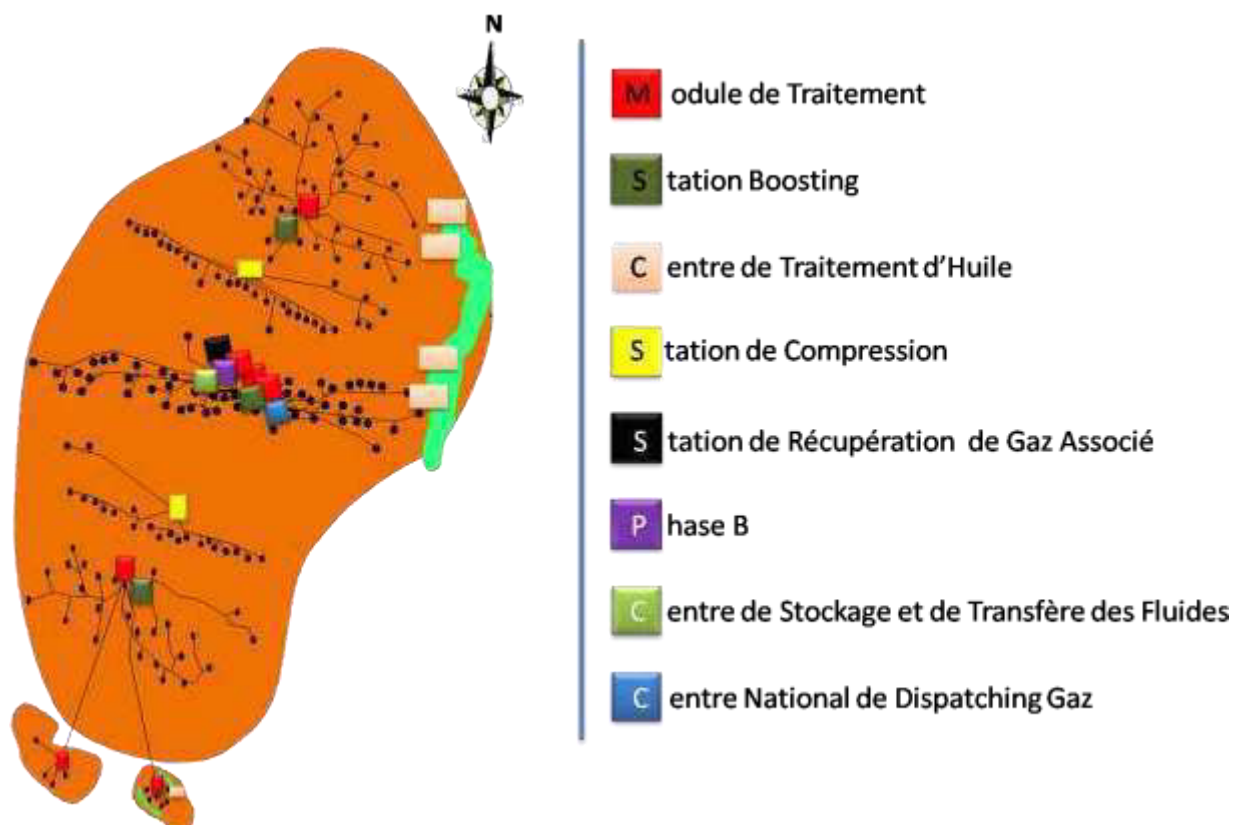 N
Module de Traitement
Station Boosting
Centre de Traitement d'Huile
Station de Compression
Station de Récupération de Gaz Associé
Phase B
Centre de Stockage et de Transfère des Fluides
Centre National de Dispatching Gaz